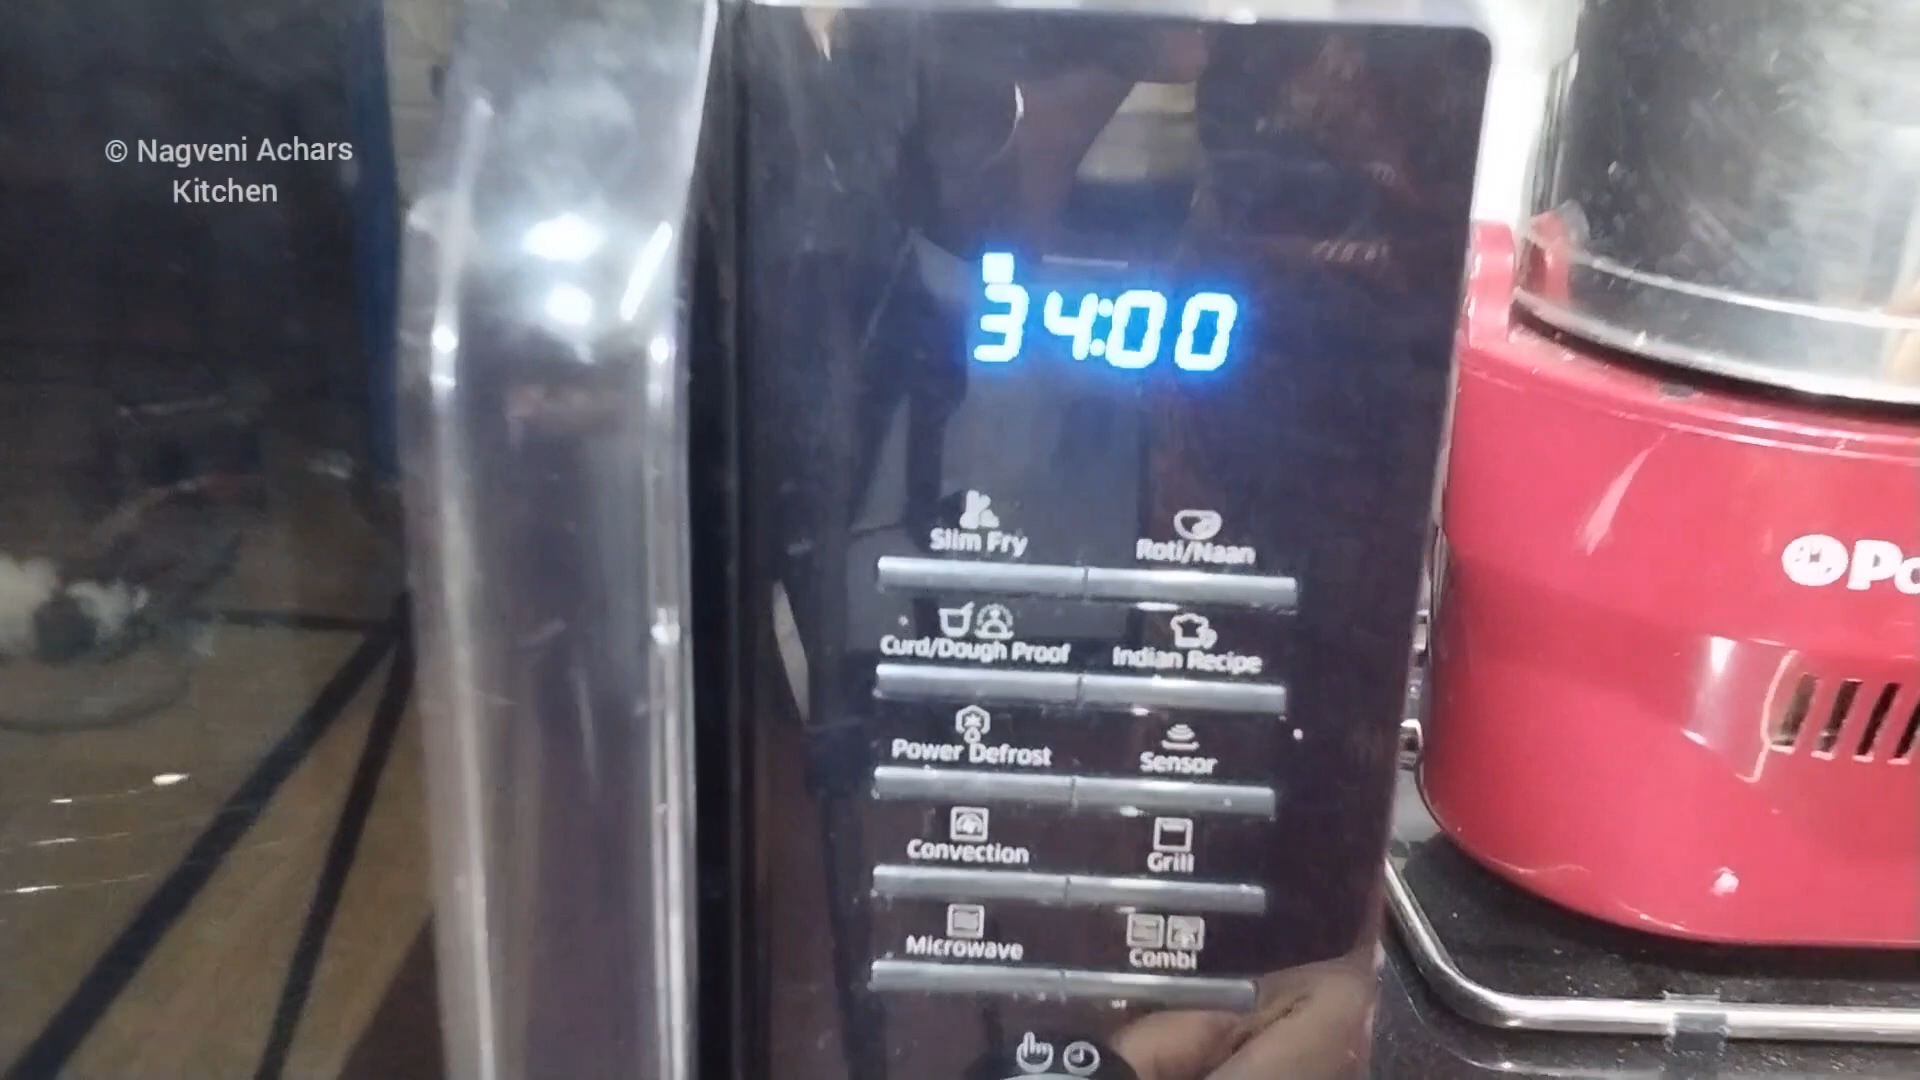 © Nagveni Achars
Kitchen
34:00
Slim Fry
Roti/Naan
Curd/Dough Proof
Indian Recipe
Power Defrost
Sensor
Convection
Grill
Microwave
Combi